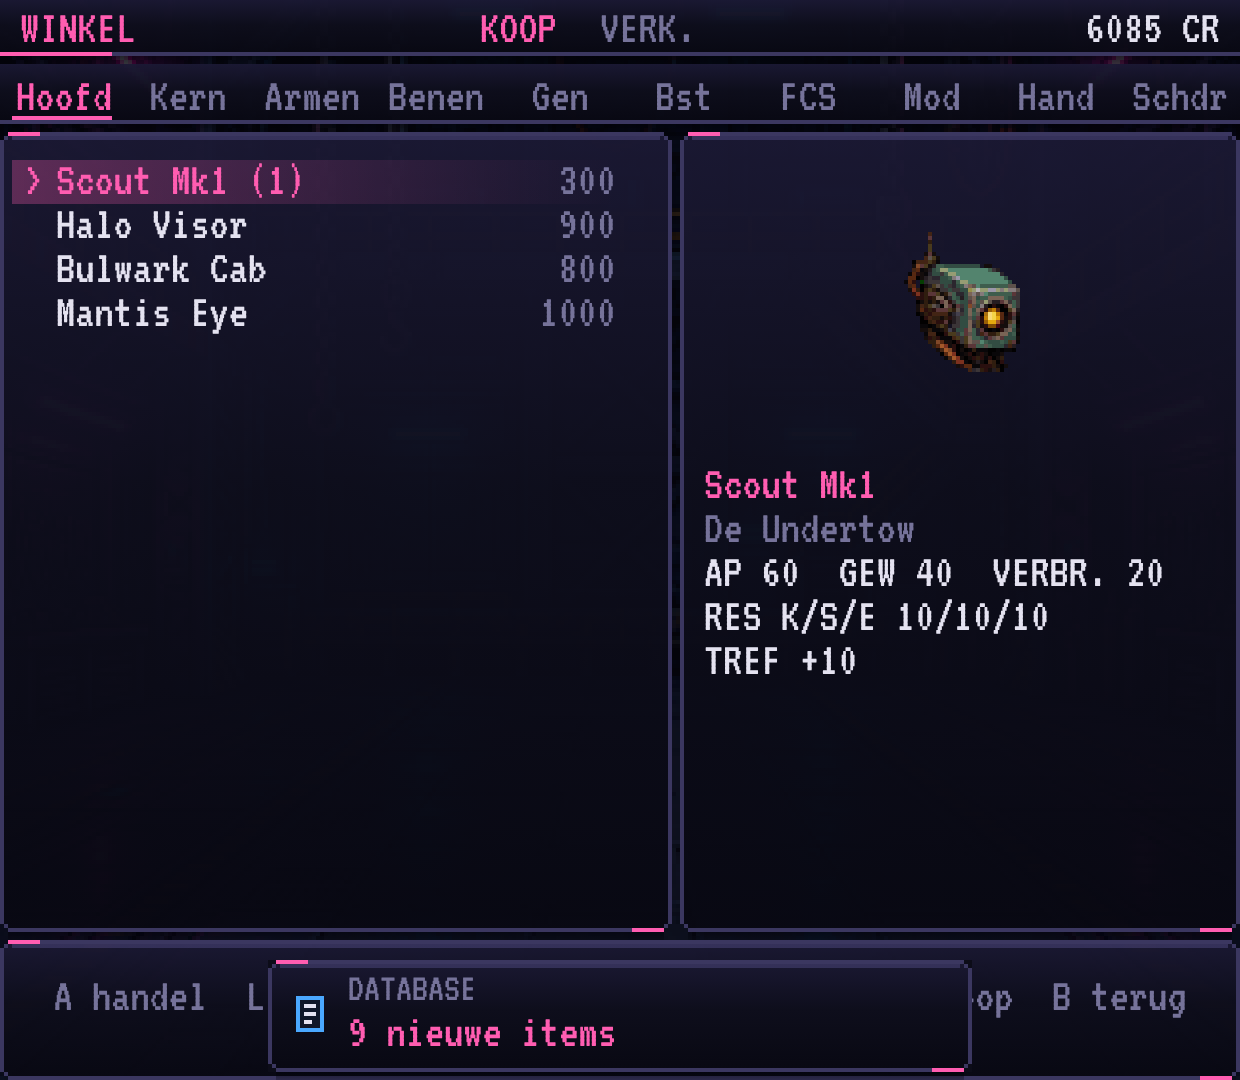 WINKEL KOOP VERK. 6085 CR
Hoofd Kern Armen Benen Gen Bst FCS Mod Hand Schdr
> Scout Mk1 (1) 300
Halo Visor 900
Bulwark Cab 800
Mantis Eye 1000
Scout Mk1
De Undertow
AP 60 GEW 40 VERBR. 20
RES K/S/E 10/10/10
TREF +10
A handel B terug
DATABASE
9 nieuwe items